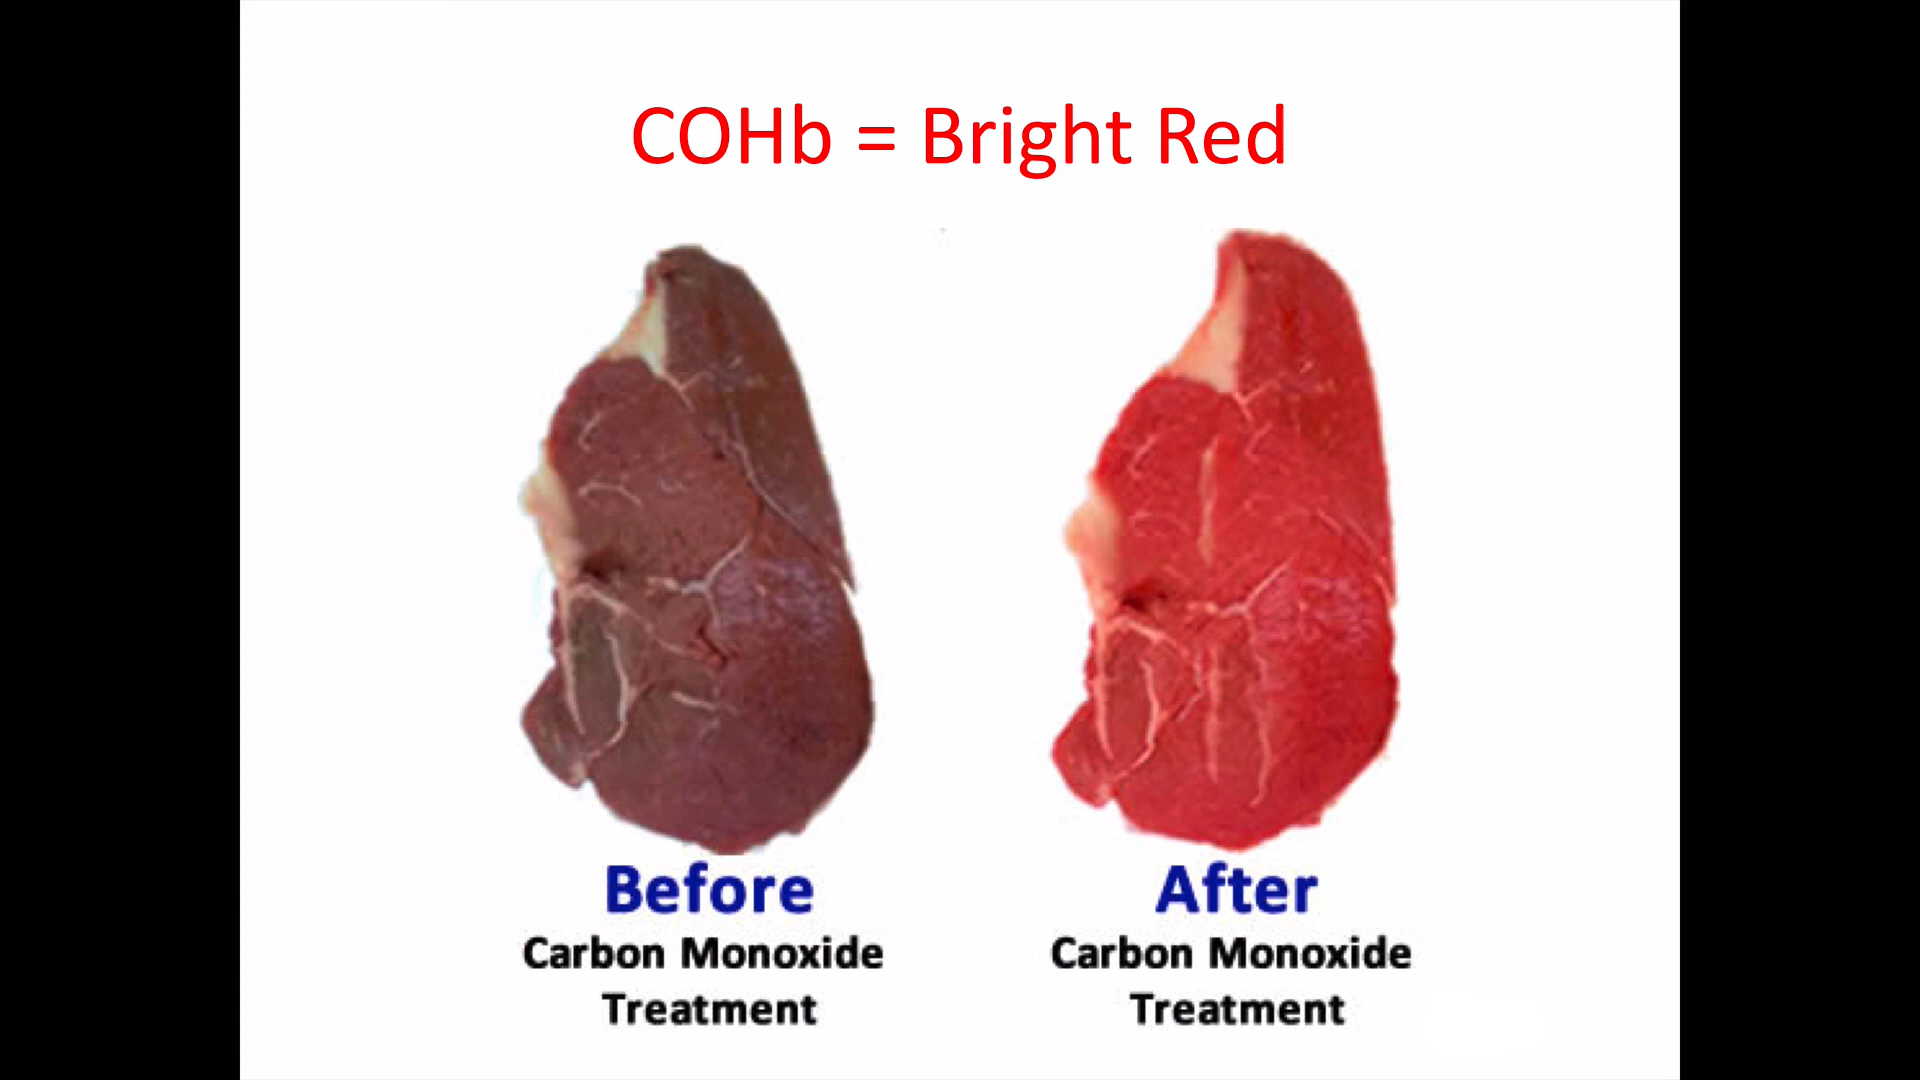 COHb = Bright Red
Before
Carbon Monoxide
Treatment
After
Carbon Monoxide
Treatment